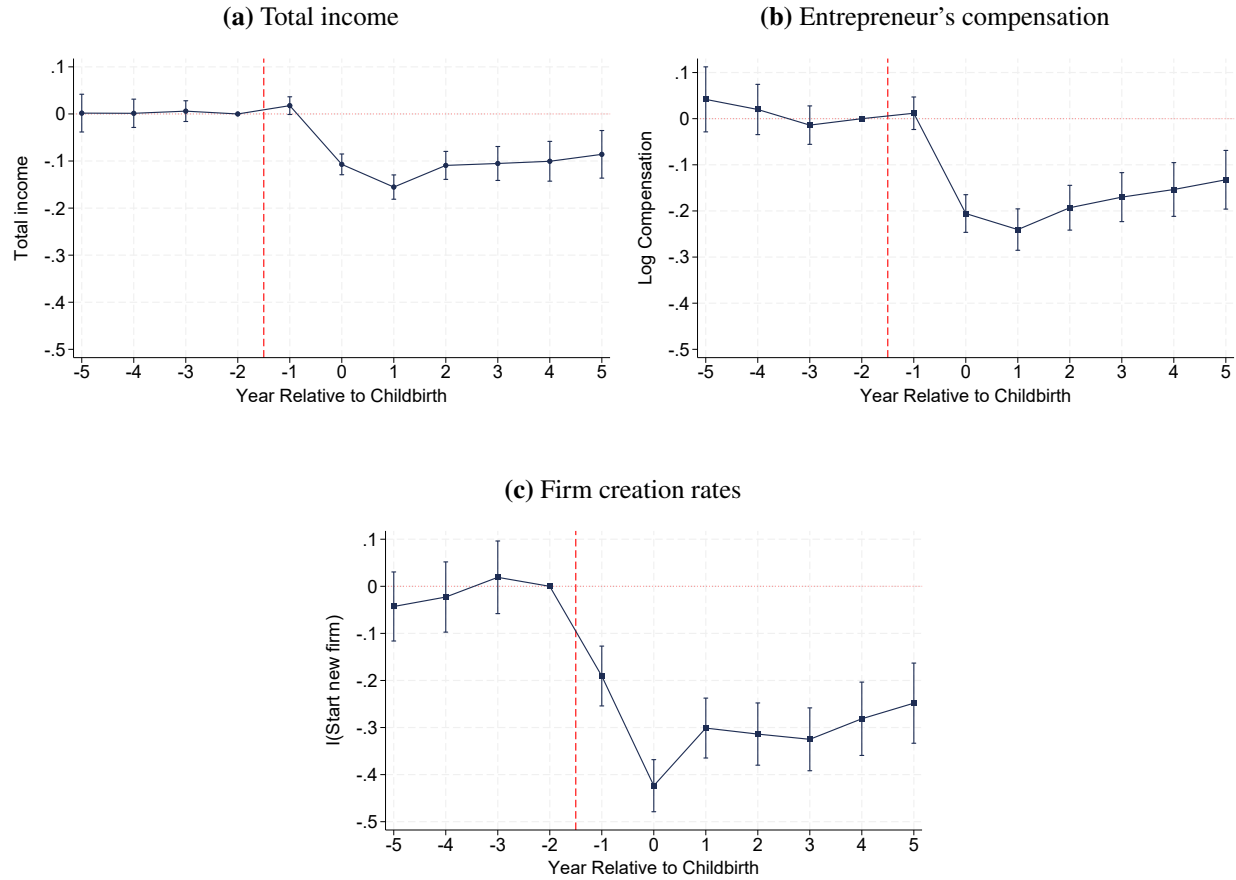 (a) Total income
.1
0
-.1
-.2
-.3
-.4
-.5
Total income
-5 -4 -3 -2 -1 0 1 2 3 4 5
Year Relative to Childbirth
(b) Entrepreneur's compensation
.1
0
-.1
-.2
-.3
-.4
-.5
Log Compensation
-5 -4 -3 -2 -1 0 1 2 3 4 5
Year Relative to Childbirth
(c) Firm creation rates
.1
0
-.1
-.2
-.3
-.4
-.5
I(Start new firm)
-5 -4 -3 -2 -1 0 1 2 3 4 5
Year Relative to Childbirth